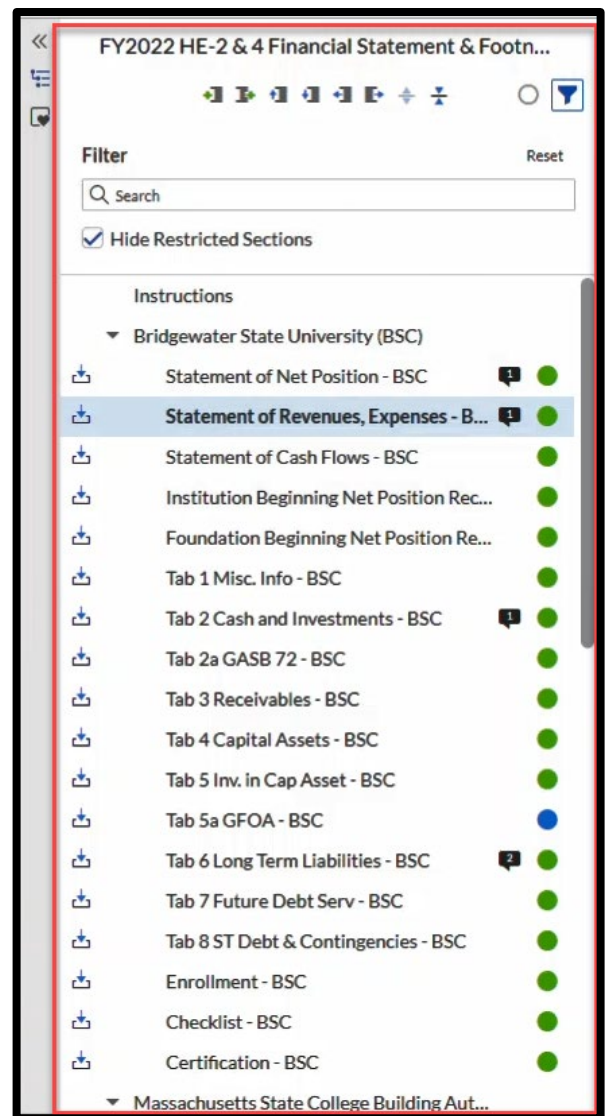 FY2022 HE-2 & 4 Financial Statement & Footn...
Filter
Reset
Search
Hide Restricted Sections
Instructions
Bridgewater State University (BSC)
Statement of Net Position - BSC 1
Statement of Revenues, Expenses - B... 1
Statement of Cash Flows - BSC
Institution Beginning Net Position Rec...
Foundation Beginning Net Position Re...
Tab 1 Misc. Info - BSC
Tab 2 Cash and Investments - BSC 1
Tab 2a GASB 72 - BSC
Tab 3 Receivables - BSC
Tab 4 Capital Assets - BSC
Tab 5 Inv. in Cap Asset - BSC
Tab 5a GFOA - BSC
Tab 6 Long Term Liabilities - BSC 2
Tab 7 Future Debt Serv - BSC
Tab 8 ST Debt & Contingencies - BSC
Enrollment - BSC
Checklist - BSC
Certification - BSC
Massachusetts State College Building Aut...